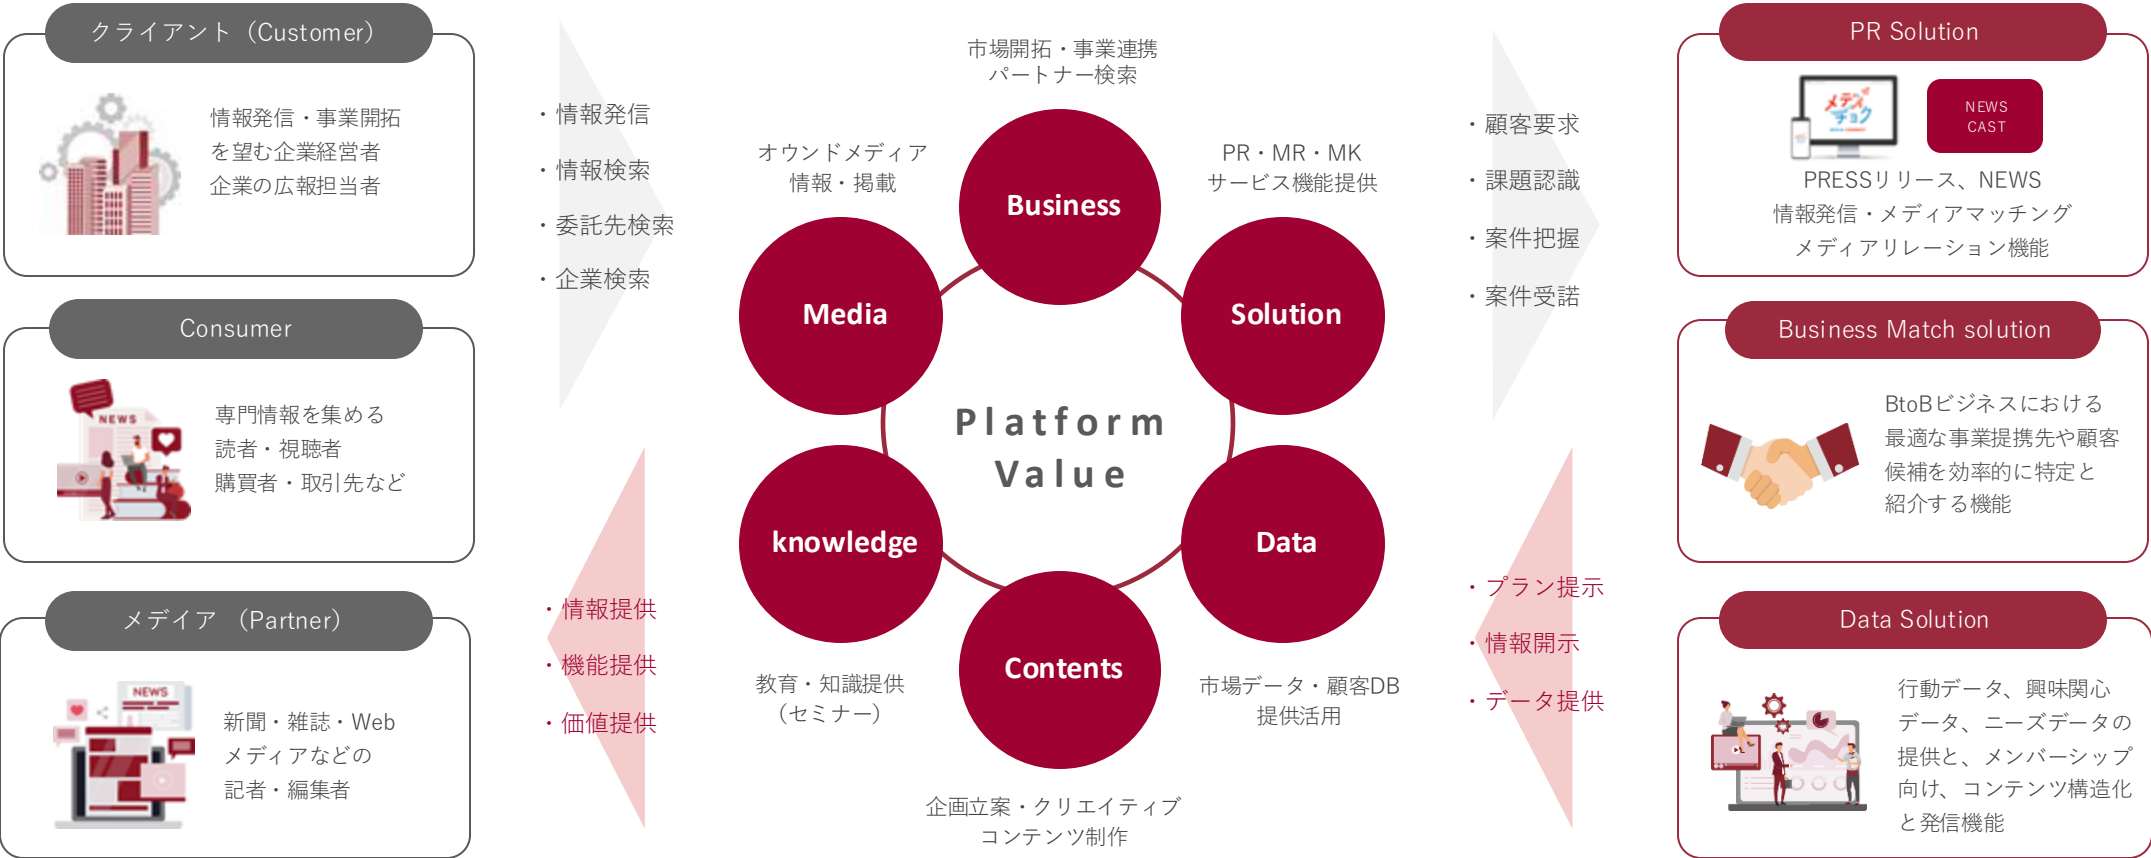 クライアント（Customer）
情報発信・事業開拓
を望む企業経営者
企業の広報担当者
Consumer
NEWS
専門情報を集める
読者・視聴者
購買者・取引先など
メデイア （Partner）
NEWS
新聞・雑誌・Web
メディアなどの
記者・編集者
・情報発信
・情報検索
・委託先検索
・企業検索
・情報提供
・機能提供
・価値提供
市場開拓・事業連携
パートナー検索
Business
オウンドメディア
情報・掲載
Media
PR・MR・MK
サービス機能提供
Solution
Platform
Value
knowledge
教育・知識提供
（セミナー）
Data
市場データ・顧客DB
提供活用
Contents
企画立案・クリエイティブ
コンテンツ制作
・顧客要求
・課題認識
・案件把握
・案件受諾
・プラン提示
・情報開示
・データ提供
PR Solution
メディ
チョク
NEWS
CAST
PRESSリリース、NEWS
情報発信・メディアマッチング
メディアリレーション機能
Business Match solution
BtoBビジネスにおける
最適な事業提携先や顧客
候補を効率的に特定と
紹介する機能
Data Solution
行動データ、興味関心
データ、ニーズデータの
提供と、メンバーシップ
向け、コンテンツ構造化
と発信機能